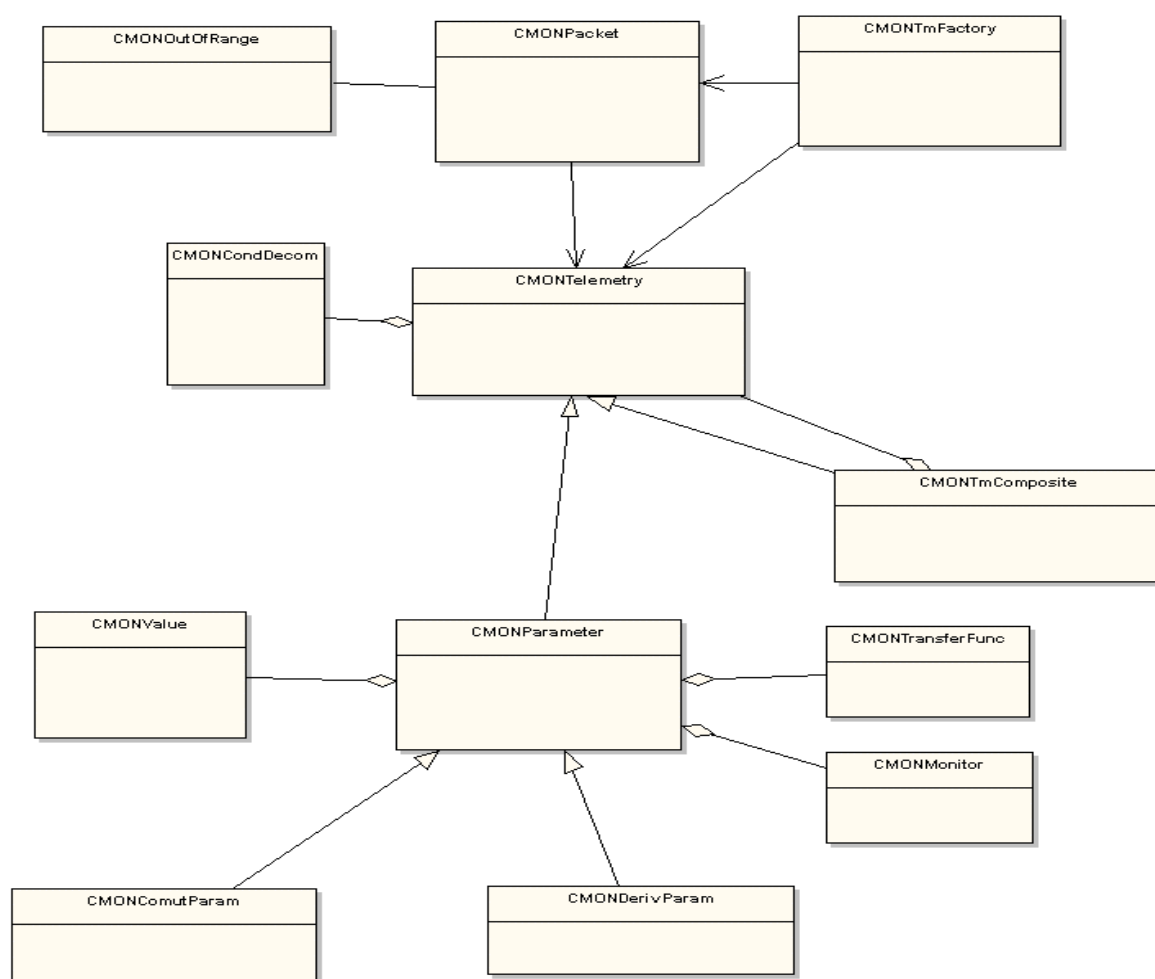 CMONOutOfRange
CMONPacket
CMONTmFactory
CMONCondDecom
CMONTelemetry
CMONTmComposite
CMONValue
CMONParameter
CMONTransferFunc
CMONMonitor
CMONComutParam
CMONDerivParam